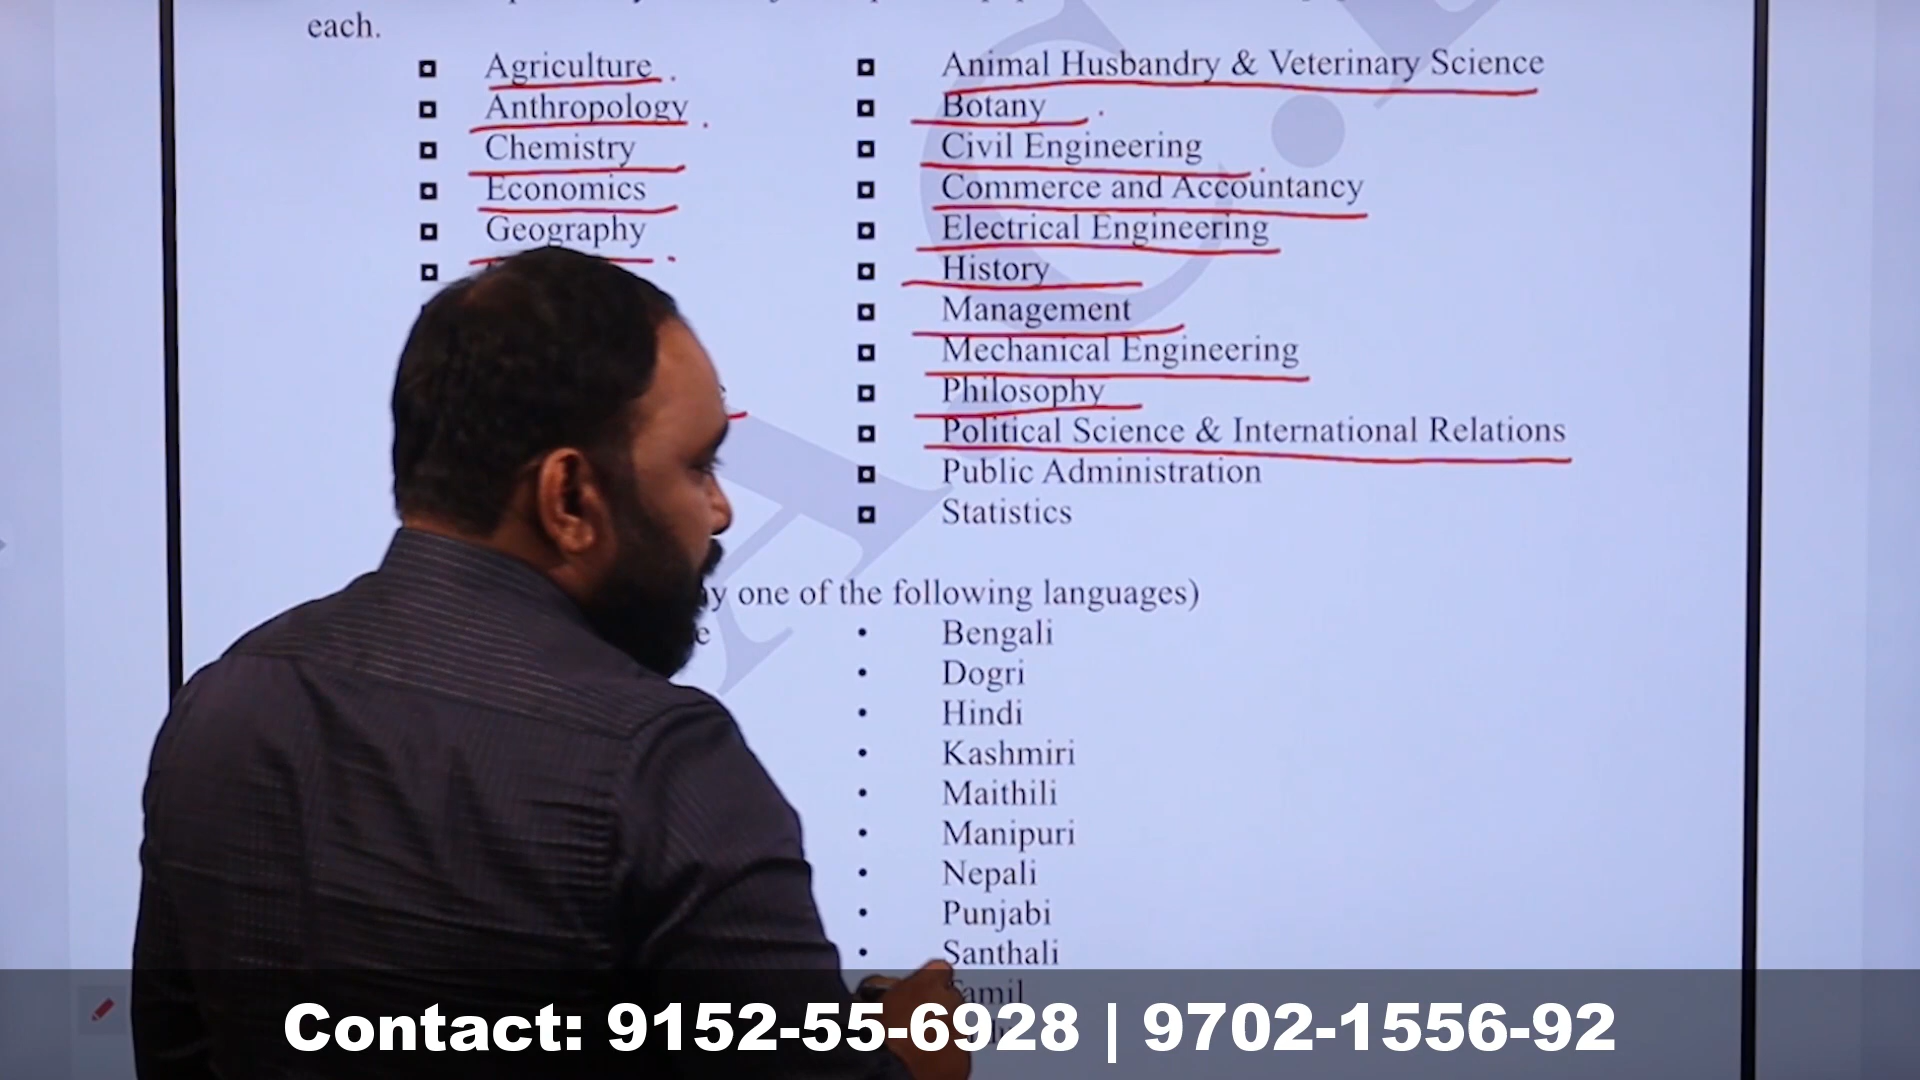 each.
Agriculture
Animal Husbandry & Veterinary Science
Anthropology
Botany
Chemistry
Civil Engineering
Economics
Commerce and Accountancy
Geography
Electrical Engineering
History
Management
Mechanical Engineering
Philosophy
Political Science & International Relations
Public Administration
Statistics
one of the following languages)
Bengali
Dogri
Hindi
Kashmiri
Maithili
Manipuri
Nepali
Punjabi
Santhali
Tamil
Contact: 9152-55-6928 | 9702-1556-92